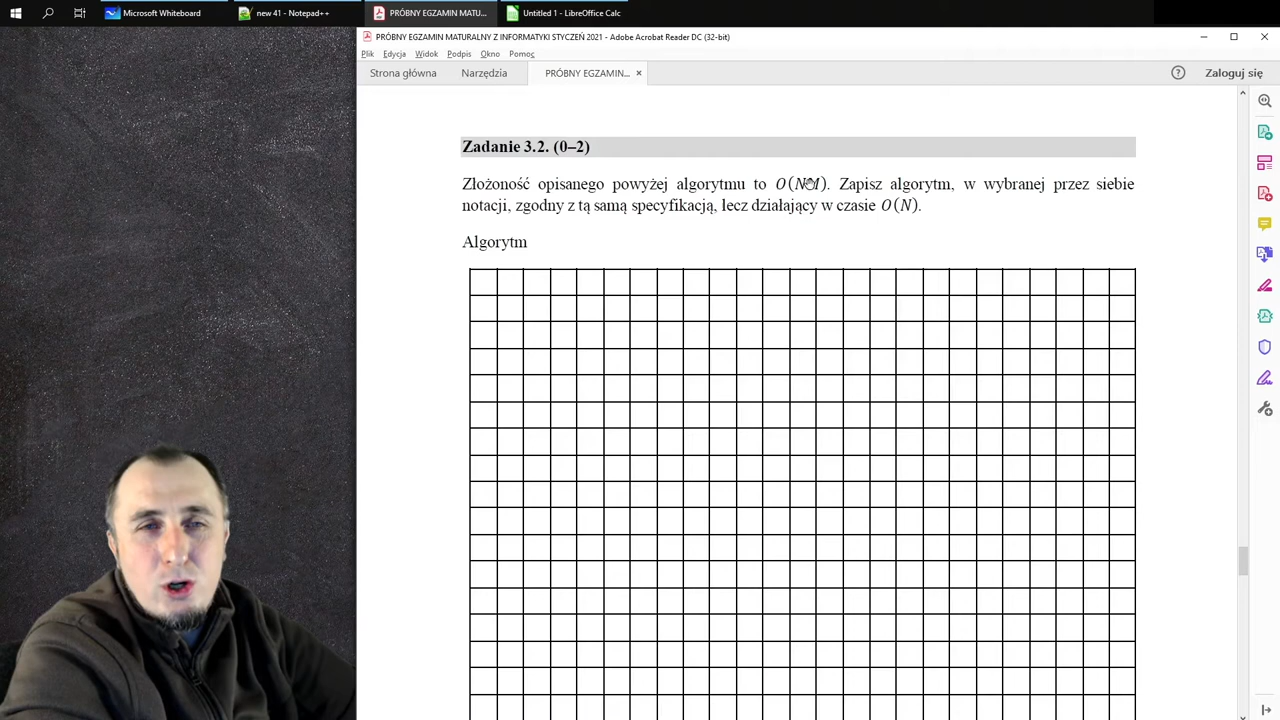 Microsoft Whiteboard
new 41 - Notepad++
PRÓBNY EGZAMIN MATU...
Untitled 1 - LibreOffice Calc
PRÓBNY EGZAMIN MATURALNY Z INFORMATYKI STYCZEŃ 2021 - Adobe Acrobat Reader DC (32-bit)
Plik Edycja Widok Podpis Okno Pomoc
Strona główna Narzędzia PRÓBNY EGZAMIN... × Zaloguj się
Zadanie 3.2. (0–2)
Złożoność opisanego powyżej algorytmu to O(NM). Zapisz algorytm, w wybranej przez siebie
notacji, zgodny z tą samą specyfikacją, lecz działający w czasie O(N).
Algorytm